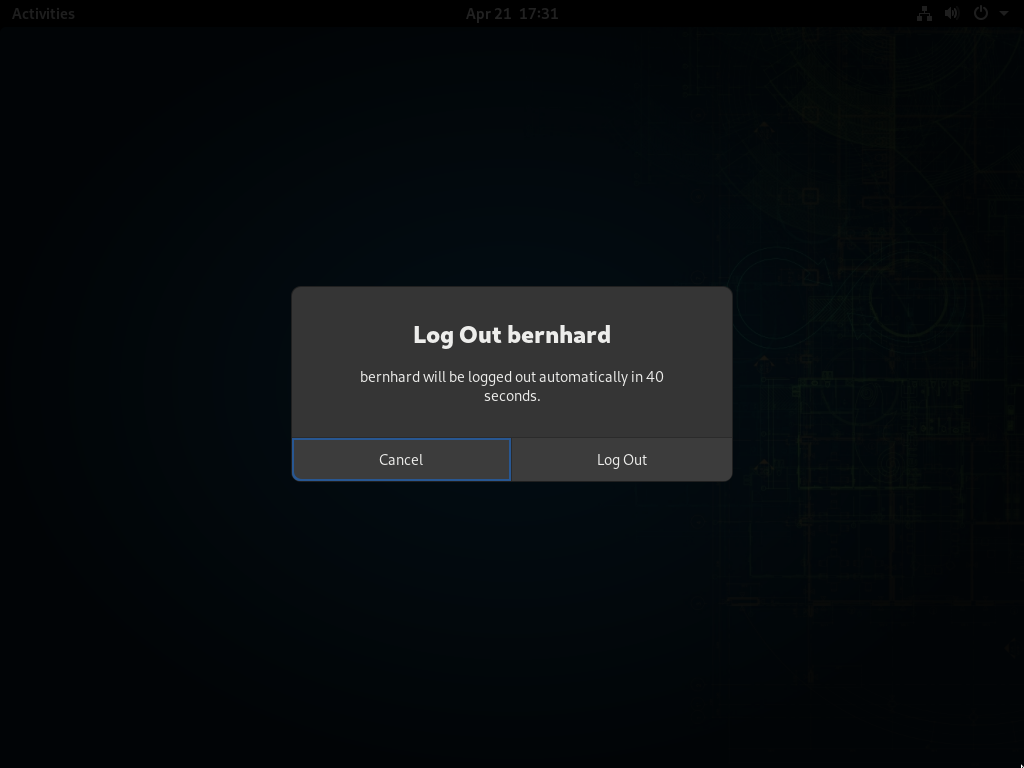 Activities
Apr 21 17:31
Log Out bernhard
bernhard will be logged out automatically in 40
seconds.
Cancel
Log Out